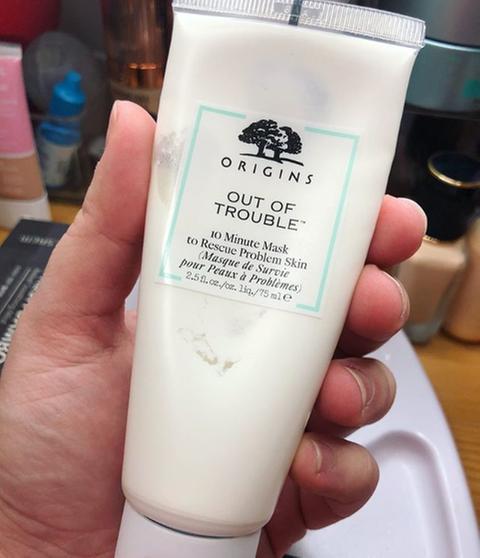 ORIGINS
OUT OF
TROUBLE™
10 Minute Mask
to Rescue Problem Skin
(Masque de Survie
pour Peaux à Problèmes)
2.5 fl.oz./oz. liq./75 ml e